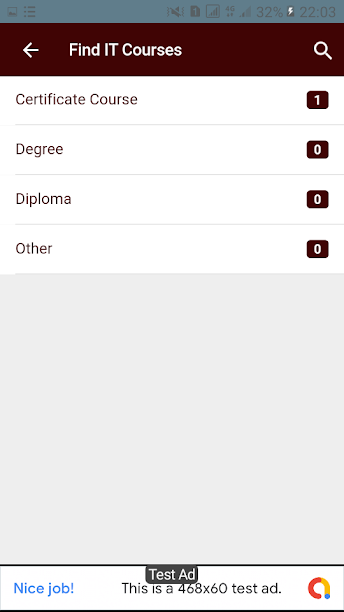 32% 22:03
Find IT Courses
Certificate Course 1
Degree 0
Diploma 0
Other 0
Test Ad
Nice job! This is a 468x60 test ad.